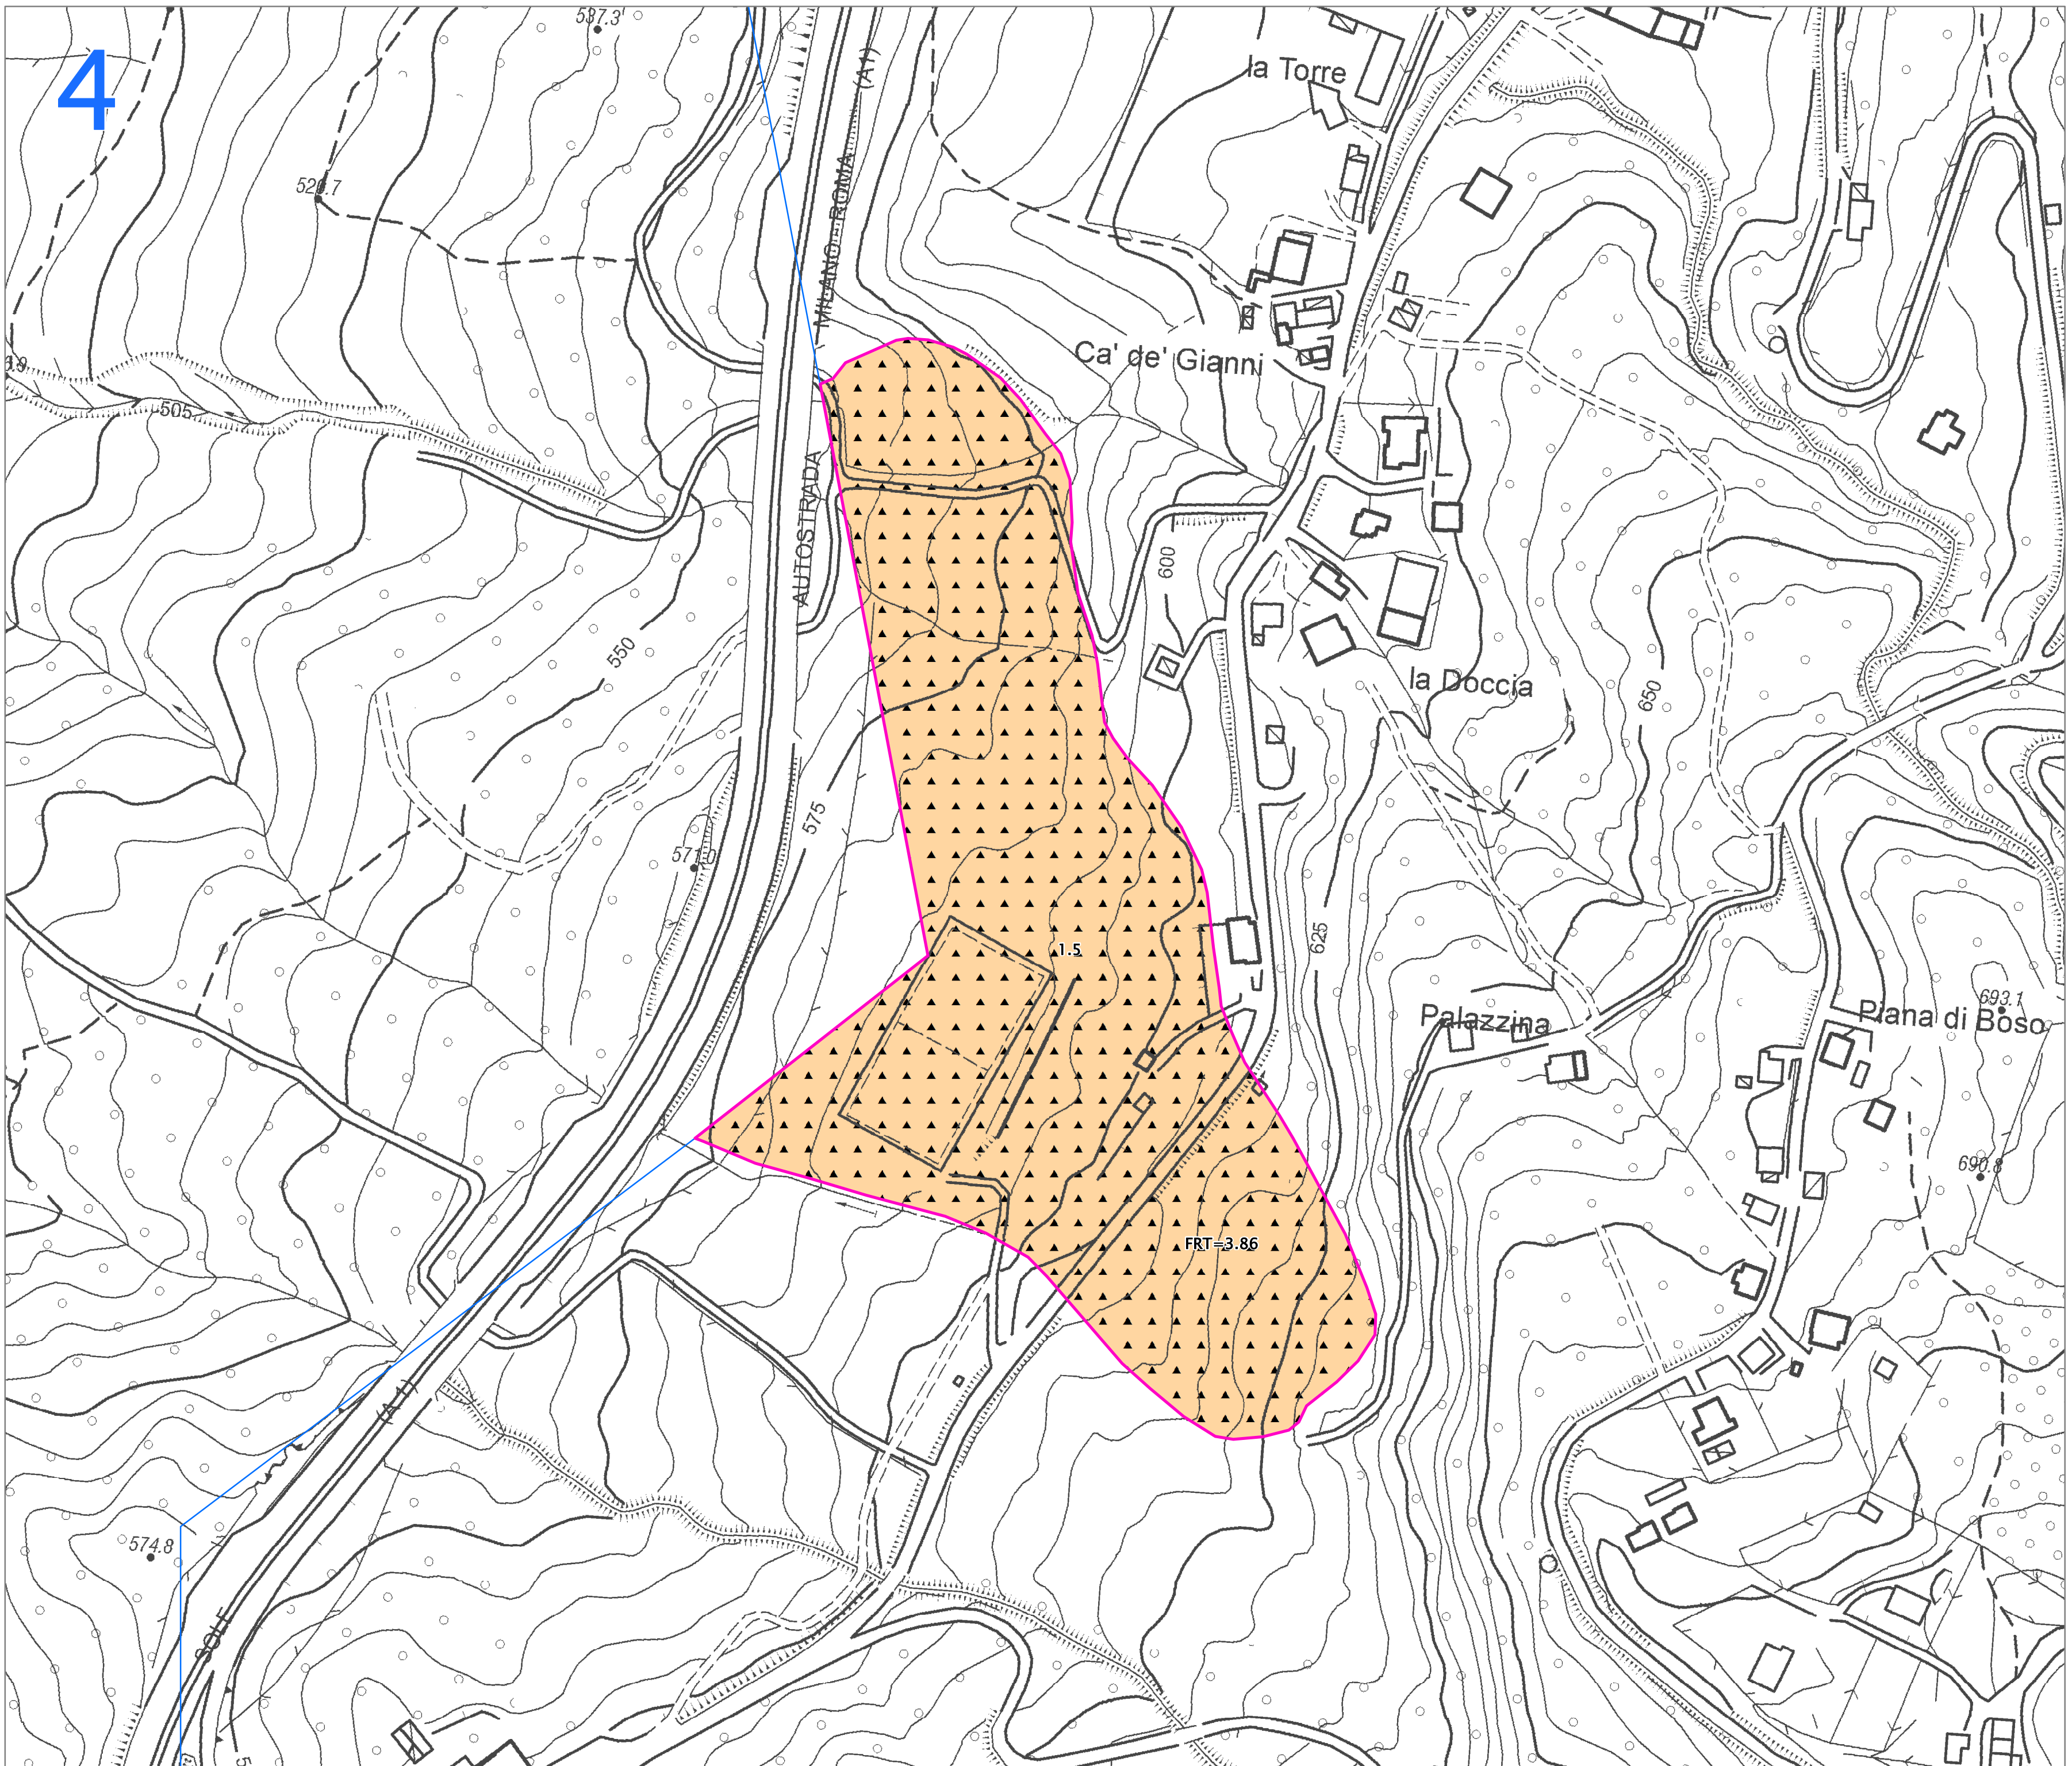 4
537.3
(A1)
la Torre
526.7
MILANO - ROMA
Ca' de' Gianni
505
AUTOSTRADA
600
550
la Doccia
650
575
571.0
625
1.5
693.1
Palazzina
Piana di Boso
690.8
FRT=3.86
(A1)
574.8
SOLE